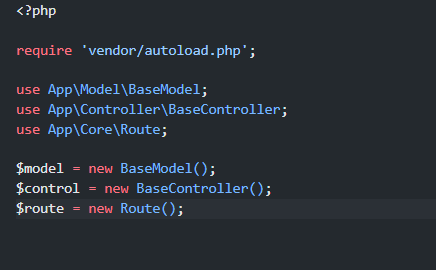 <?php
require 'vendor/autoload.php';
use App\Model\BaseModel;
use App\Controller\BaseController;
use App\Core\Route;
$model = new BaseModel();
$control = new BaseController();
$route = new Route();